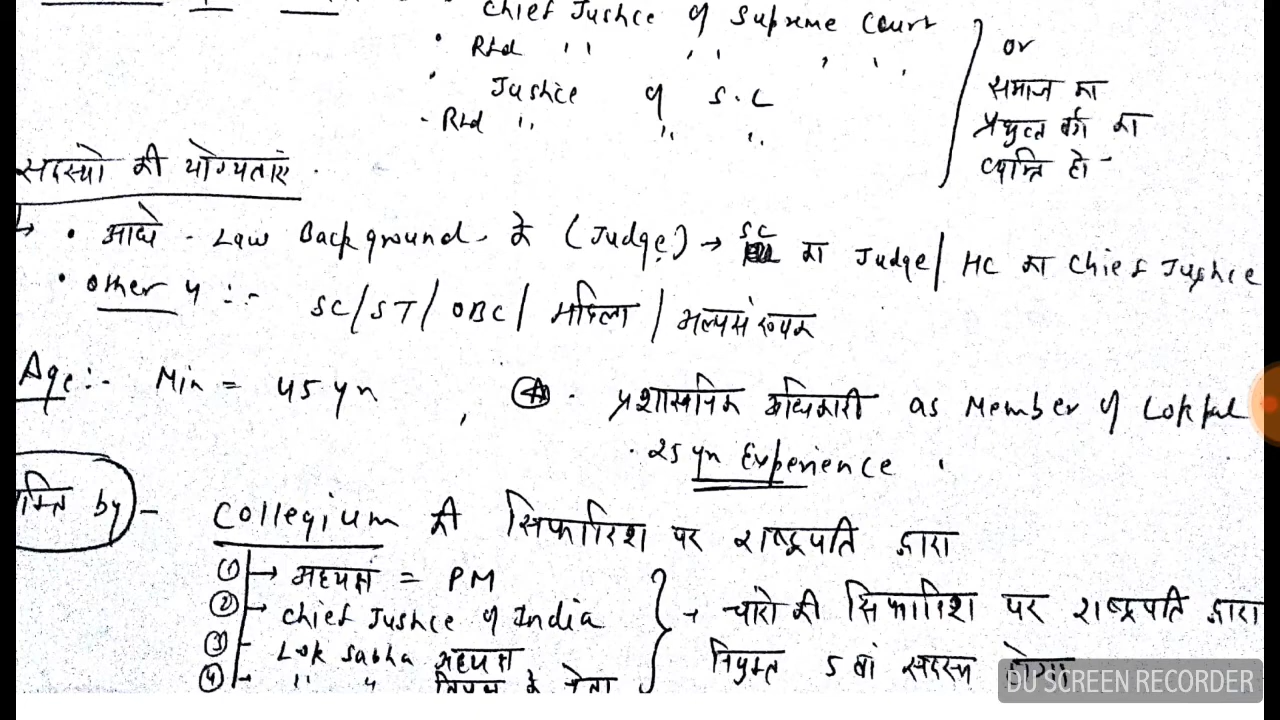 Chief Justice of Supreme Court
• Rtd " " " "
• Justice of S.C
- Rtd " " "
or
समाज का
प्रबुद्ध वर्ग का
व्यक्ति हो -
सदस्यो की योग्यताएं .
↳ • आधे - Law Background के (Judge) → SC का Judge/ HC का Chief Justice
• other 4 :- SC/ST/ OBC/ महिला / अल्पसंख्यक
Age :- Min = 45 yr , • प्रशासनिक अधिकारी as Member of Lokpal
. 25 yr Experience .
by - Collegium की सिफारिश पर राष्ट्रपति द्वारा
① → अध्यक्ष = PM
② → Chief Justice of India
③ - Lok Sabha अध्यक्ष
④ → " " विपक्ष के नेता
→ चारो की सिफारिश पर राष्ट्रपति द्वारा
नियुक्त 5 वां सदस्य होगा
DU SCREEN RECORDER